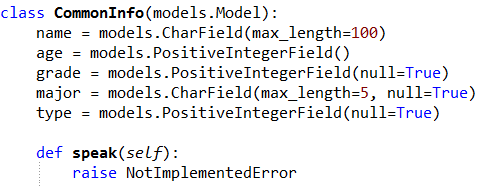 class CommonInfo(models.Model):
    name = models.CharField(max_length=100)
    age = models.PositiveIntegerField()
    grade = models.PositiveIntegerField(null=True)
    major = models.CharField(max_length=5, null=True)
    type = models.PositiveIntegerField(null=True)

    def speak(self):
        raise NotImplementedError